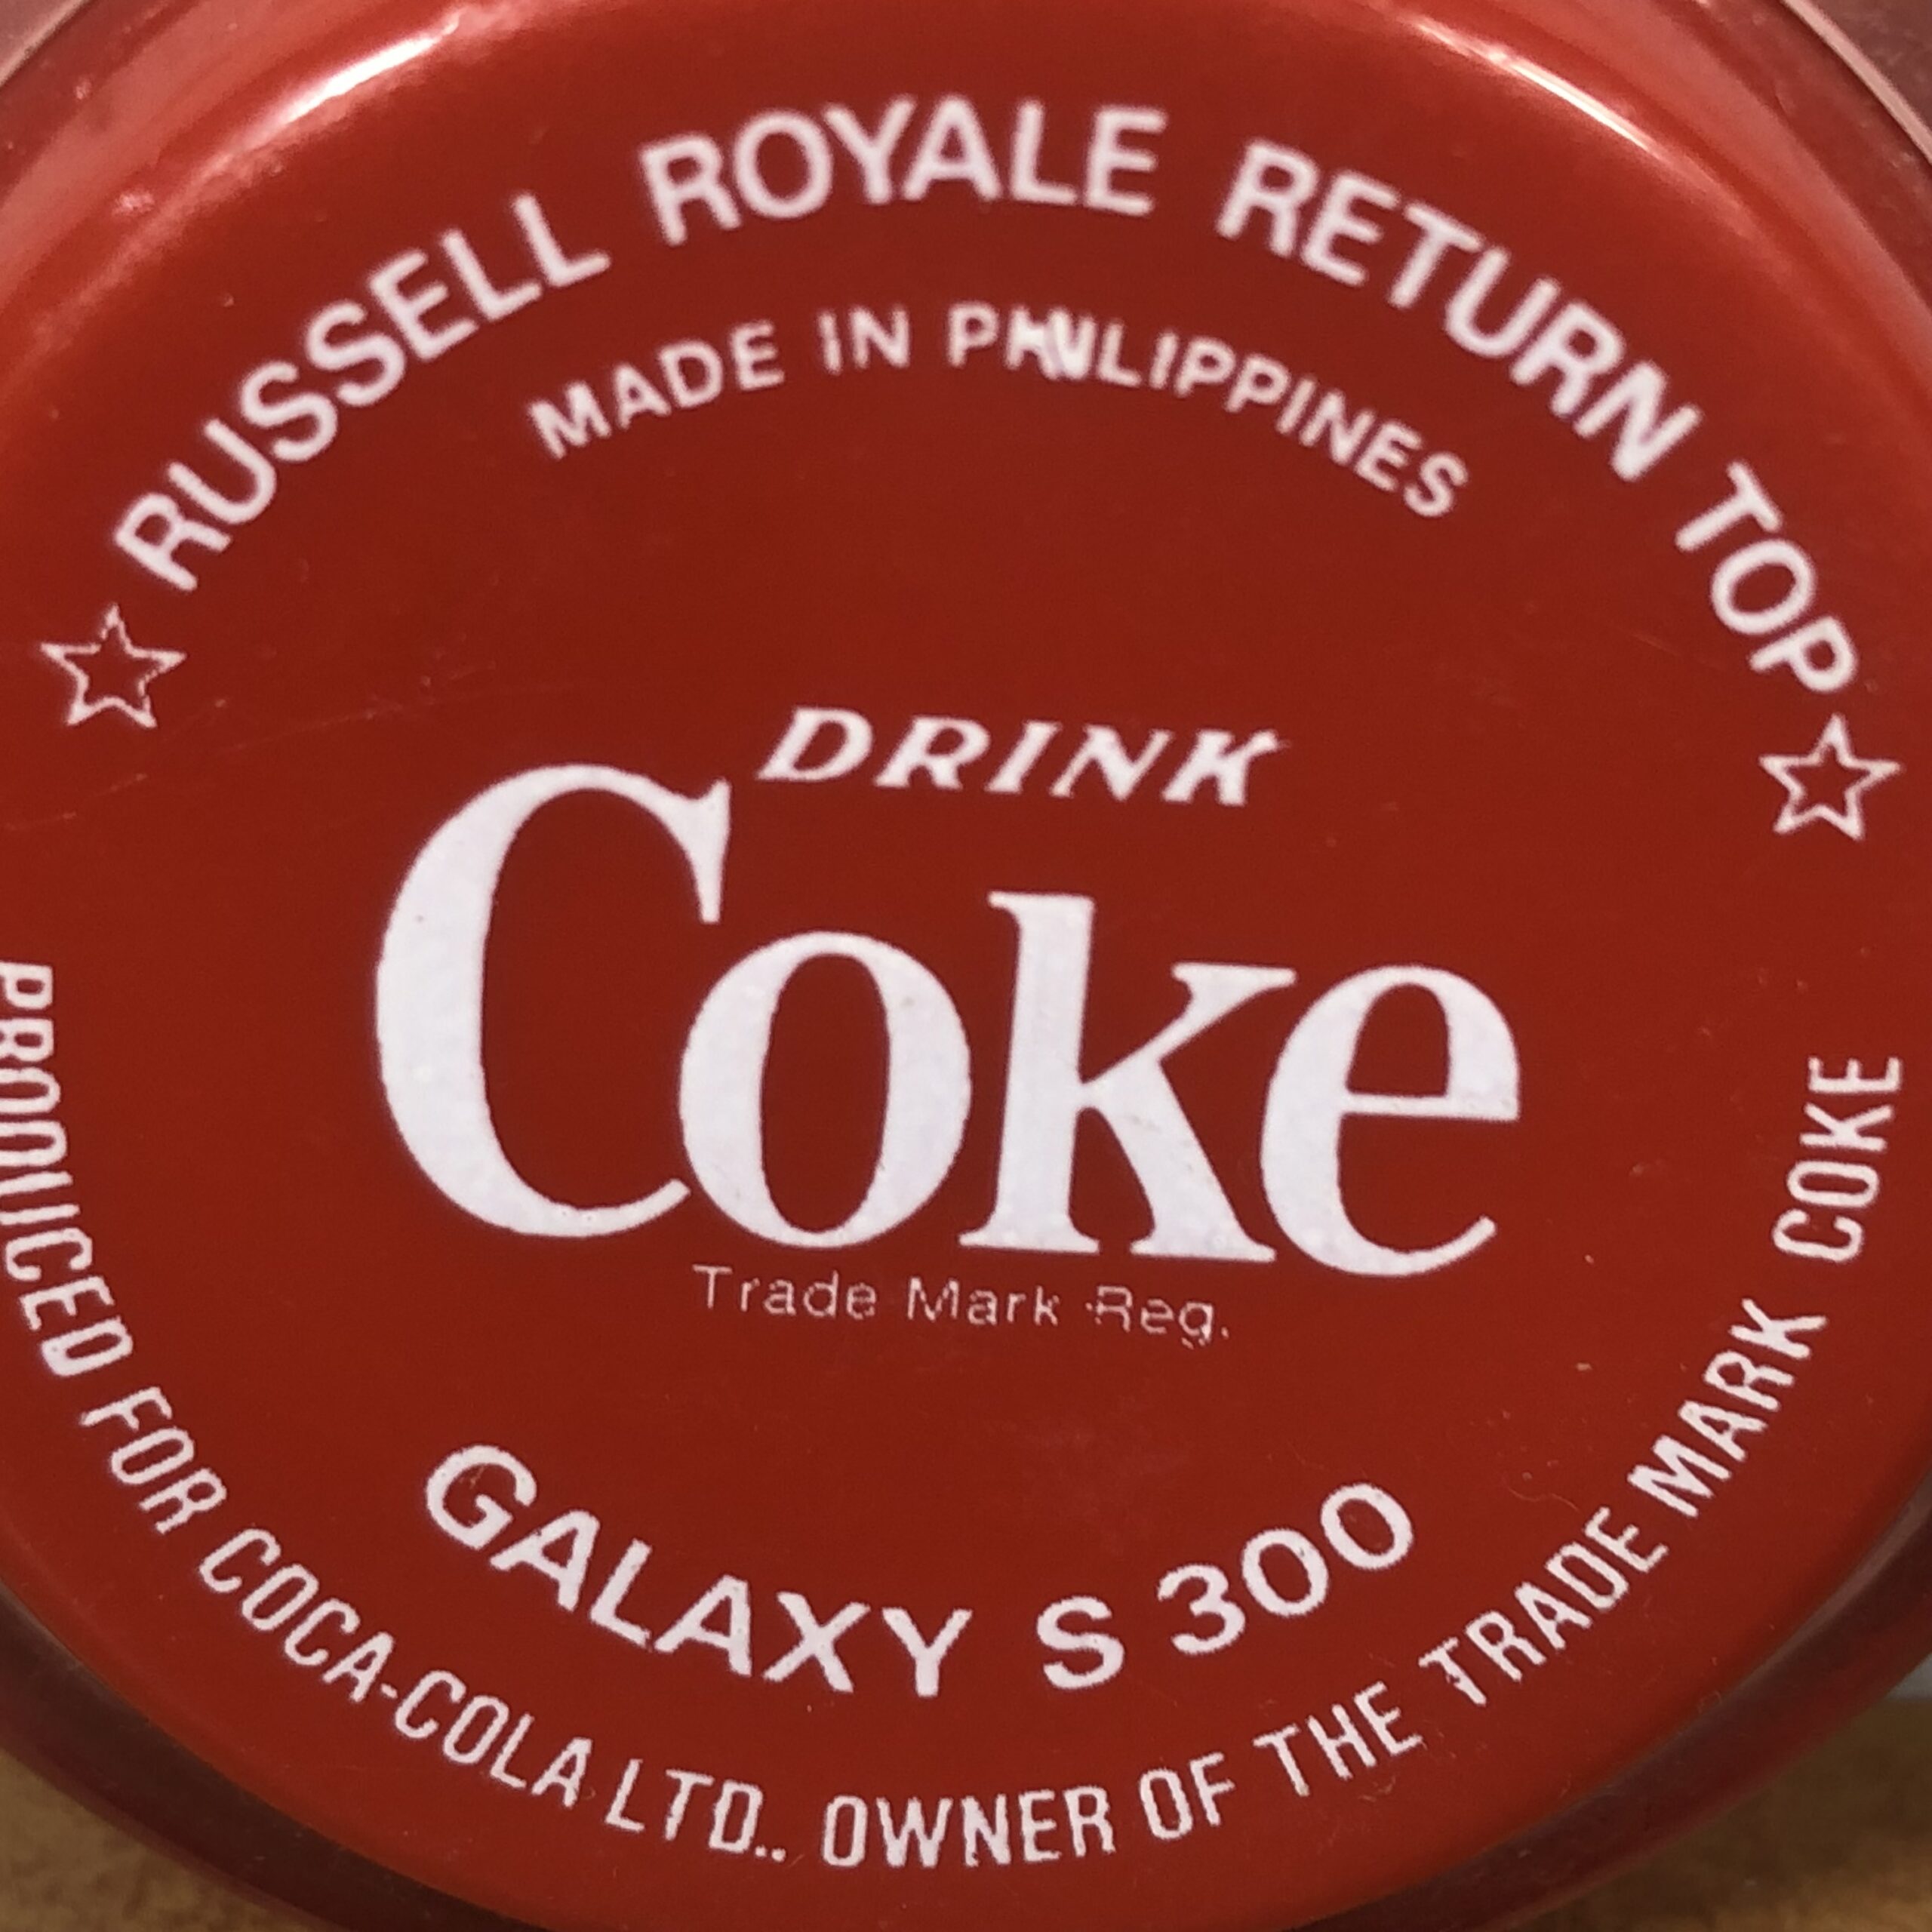 RUSSELL ROYALE RETURN TOP
MADE IN PHILIPPINES
DRINK
Coke
Trade Mark Reg.
GALAXY S 300
PRODUCED FOR COCA-COLA LTD.. OWNER OF THE TRADE MARK COKE